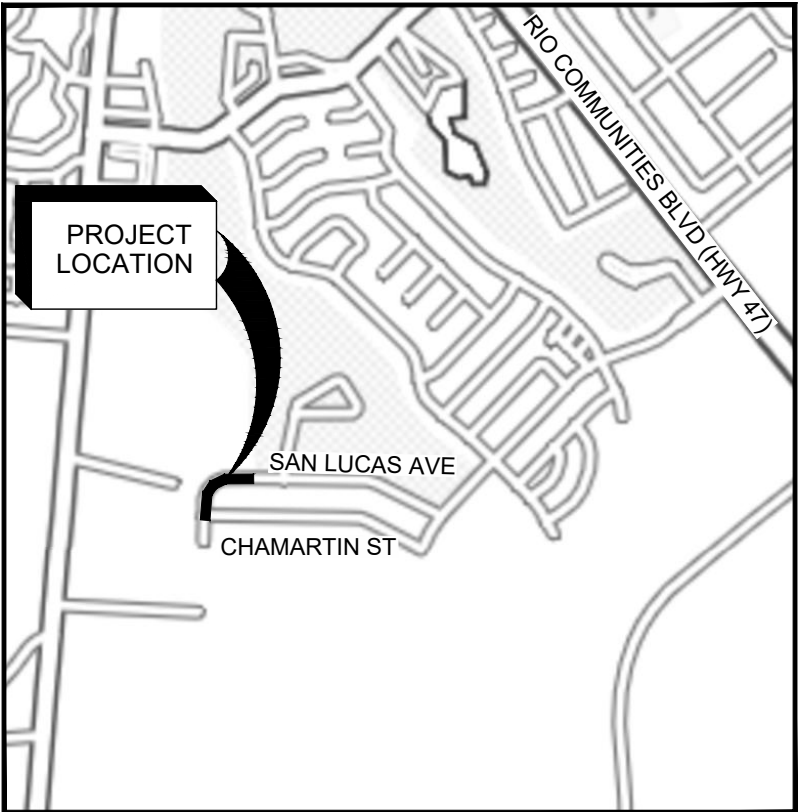 RIO COMMUNITIES BLVD (HWY 47)
PROJECT
LOCATION
SAN LUCAS AVE
CHAMARTIN ST